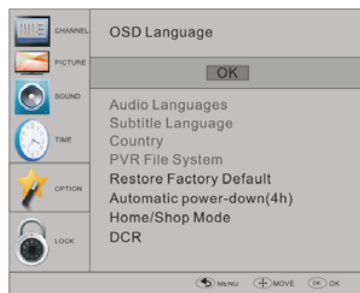 CHANNEL
PICTURE
SOUND
TIME
OPTION
LOCK
OSD Language
OK
Audio Languages
Subtitle Language
Country
PVR File System
Restore Factory Default
Automatic power-down(4h)
Home/Shop Mode
DCR
MENU MOVE OK OK